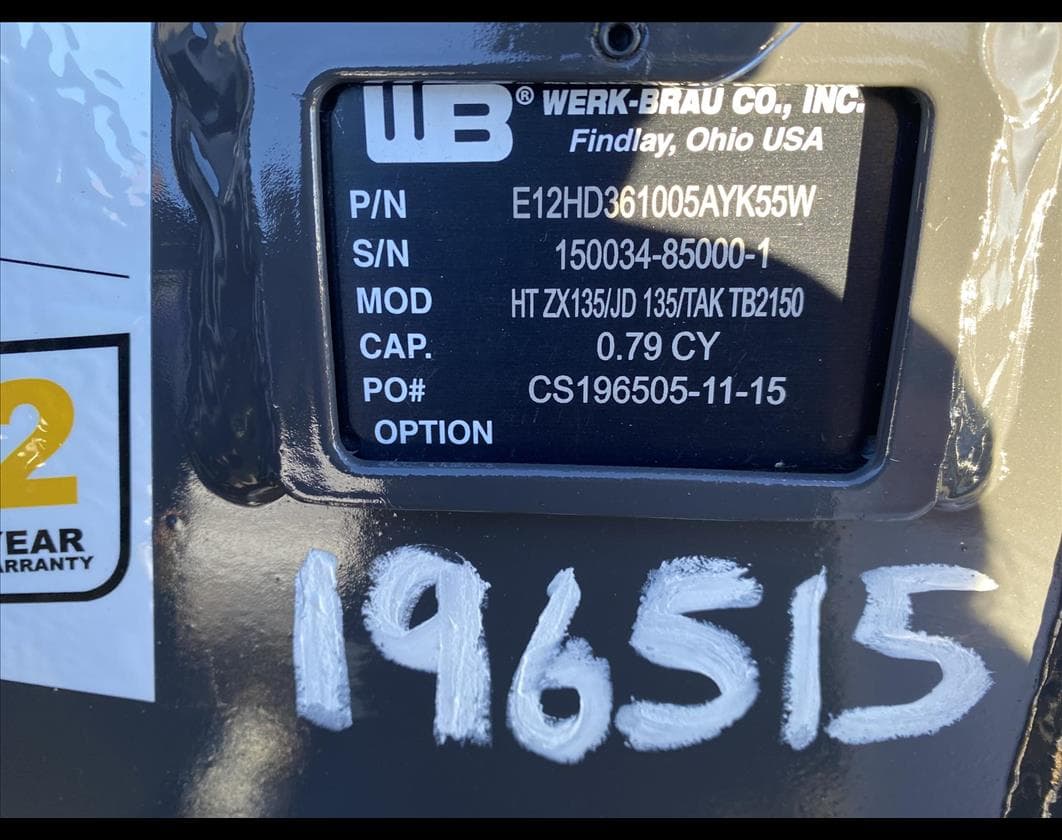 WB® WERK-BRAU CO., INC.
Findlay, Ohio USA
P/N E12HD361005AYK55W
S/N 150034-85000-1
MOD HT ZX135/JD 135/TAK TB2150
CAP. 0.79 CY
PO# CS196505-11-15
OPTION
2
YEAR
WARRANTY
196515